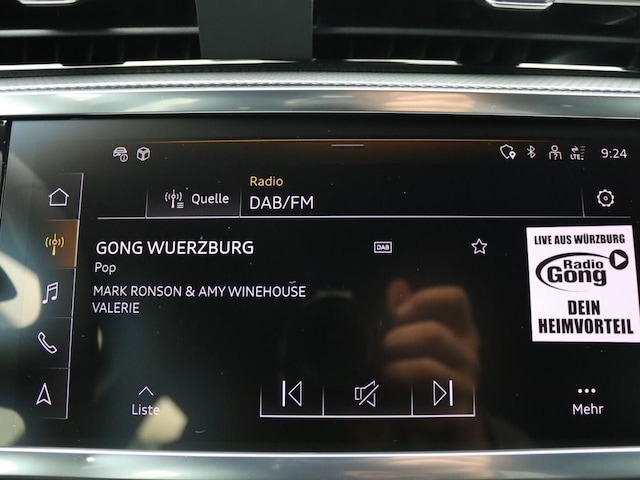 LTE
9:24
Radio
Quelle
DAB/FM
GONG WUERZBURG
DAB
Pop
MARK RONSON & AMY WINEHOUSE
VALERIE
LIVE AUS WÜRZBURG
Radio
Gong
DEIN
HEIMVORTEIL
Liste
Mehr